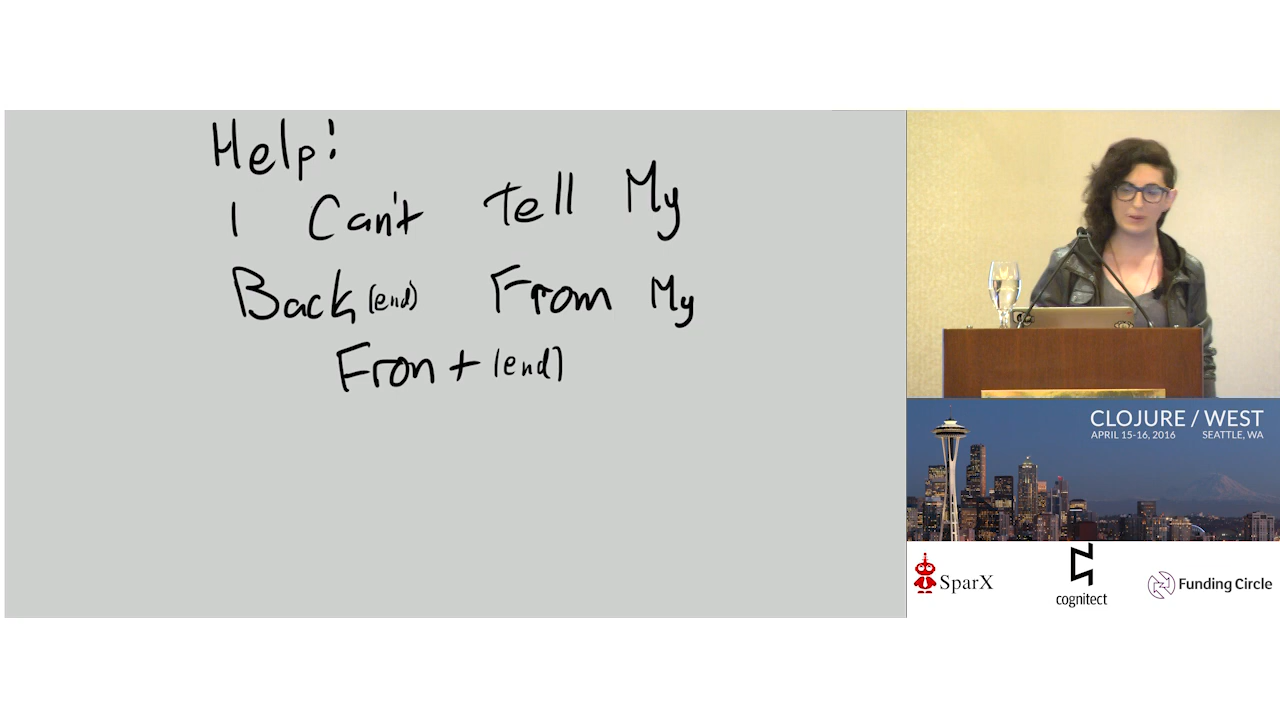 Help!
I Can't Tell My
Back(end) From My
Front(end)
CLOJURE / WEST
APRIL 15-16, 2016 SEATTLE, WA
SparX
cognitect
Funding Circle